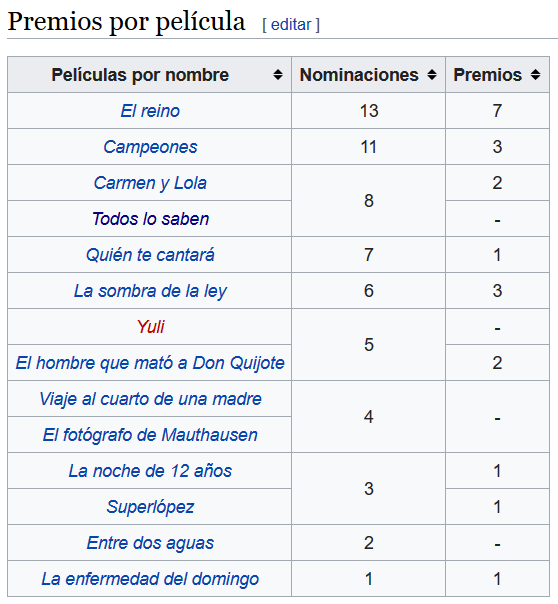 Premios por película [ editar ]
Películas por nombre Nominaciones Premios
El reino 13 7
Campeones 11 3
Carmen y Lola 8 2
Todos lo saben -
Quién te cantará 7 1
La sombra de la ley 6 3
Yuli 5 -
El hombre que mató a Don Quijote 2
Viaje al cuarto de una madre 4 -
El fotógrafo de Mauthausen
La noche de 12 años 3 1
Superlópez 1
Entre dos aguas 2 -
La enfermedad del domingo 1 1